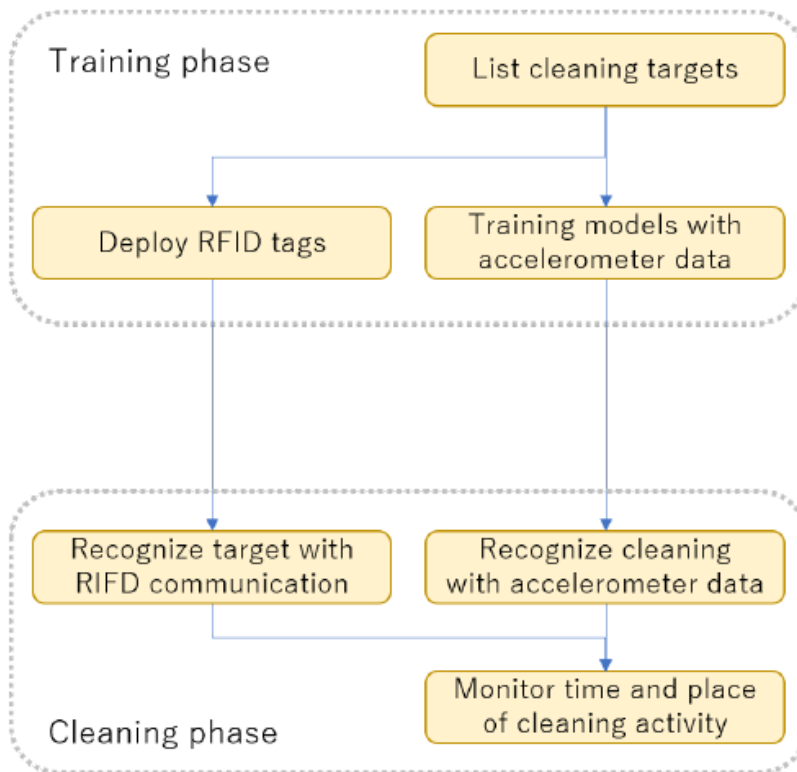 Training phase
List cleaning targets
Deploy RFID tags
Training models with
accelerometer data
Recognize target with
RIFD communication
Recognize cleaning
with accelerometer data
Monitor time and place
of cleaning activity
Cleaning phase